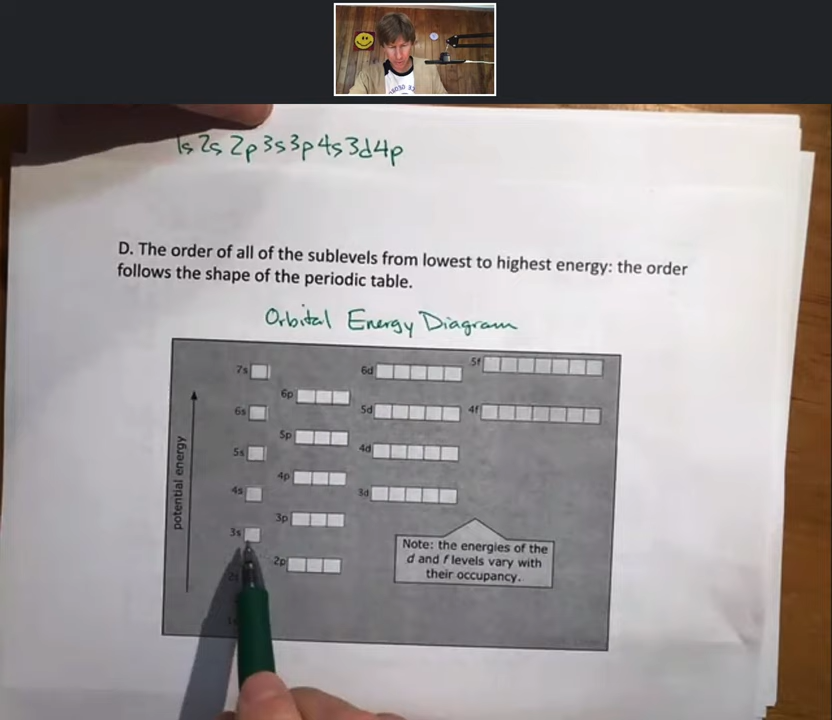 1s 2s 2p 3s 3p 4s 3d 4p
D. The order of all of the sublevels from lowest to highest energy: the order
follows the shape of the periodic table.
Orbital Energy Diagram
7s
6d
5f
6p
6s
5d
4f
5p
5s
4d
4p
4s
3d
3p
3s
2p
potential energy
Note: the energies of the
d and f levels vary with
their occupancy.